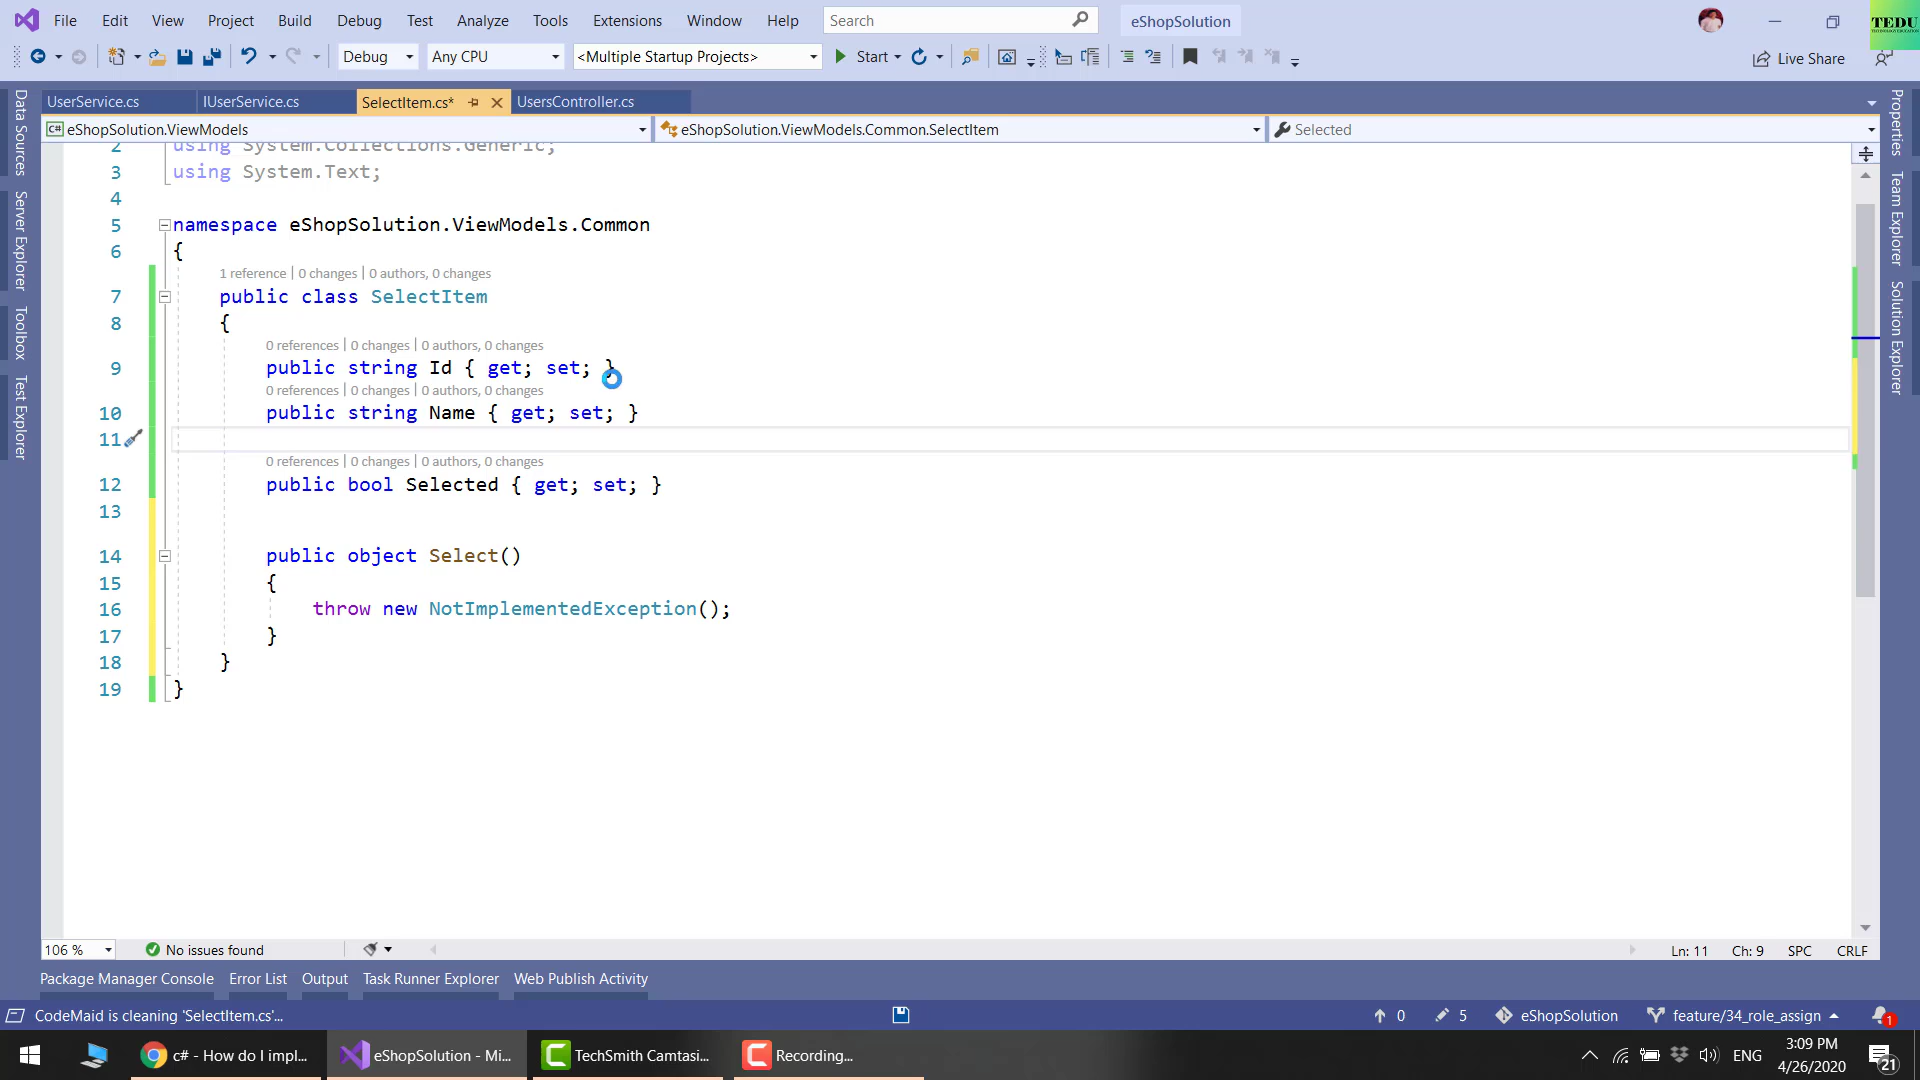 File Edit View Project Build Debug Test Analyze Tools Extensions Window Help Search eShopSolution
TEDU
Debug Any CPU <Multiple Startup Projects> Start Live Share
UserService.cs IUserService.cs SelectItem.cs* UsersController.cs
C# eShopSolution.ViewModels eShopSolution.ViewModels.Common.SelectItem Selected
Data Sources
Server Explorer
Toolbox
Test Explorer
Properties
Team Explorer
Solution Explorer
2 using System.Collections.Generic;
3 using System.Text;
4
5 namespace eShopSolution.ViewModels.Common
6 {
1 reference | 0 changes | 0 authors, 0 changes
7 public class SelectItem
8 {
0 references | 0 changes | 0 authors, 0 changes
9 public string Id { get; set; }
0 references | 0 changes | 0 authors, 0 changes
10 public string Name { get; set; }
11
0 references | 0 changes | 0 authors, 0 changes
12 public bool Selected { get; set; }
13
14 public object Select()
15 {
16 throw new NotImplementedException();
17 }
18 }
19 }
106 % No issues found Ln: 11 Ch: 9 SPC CRLF
Package Manager Console Error List Output Task Runner Explorer Web Publish Activity
CodeMaid is cleaning 'SelectItem.cs'... 0 5 eShopSolution feature/34_role_assign 1
c# - How do I impl... eShopSolution - Mi... TechSmith Camtasi... Recording... ENG 3:09 PM
4/26/2020
21